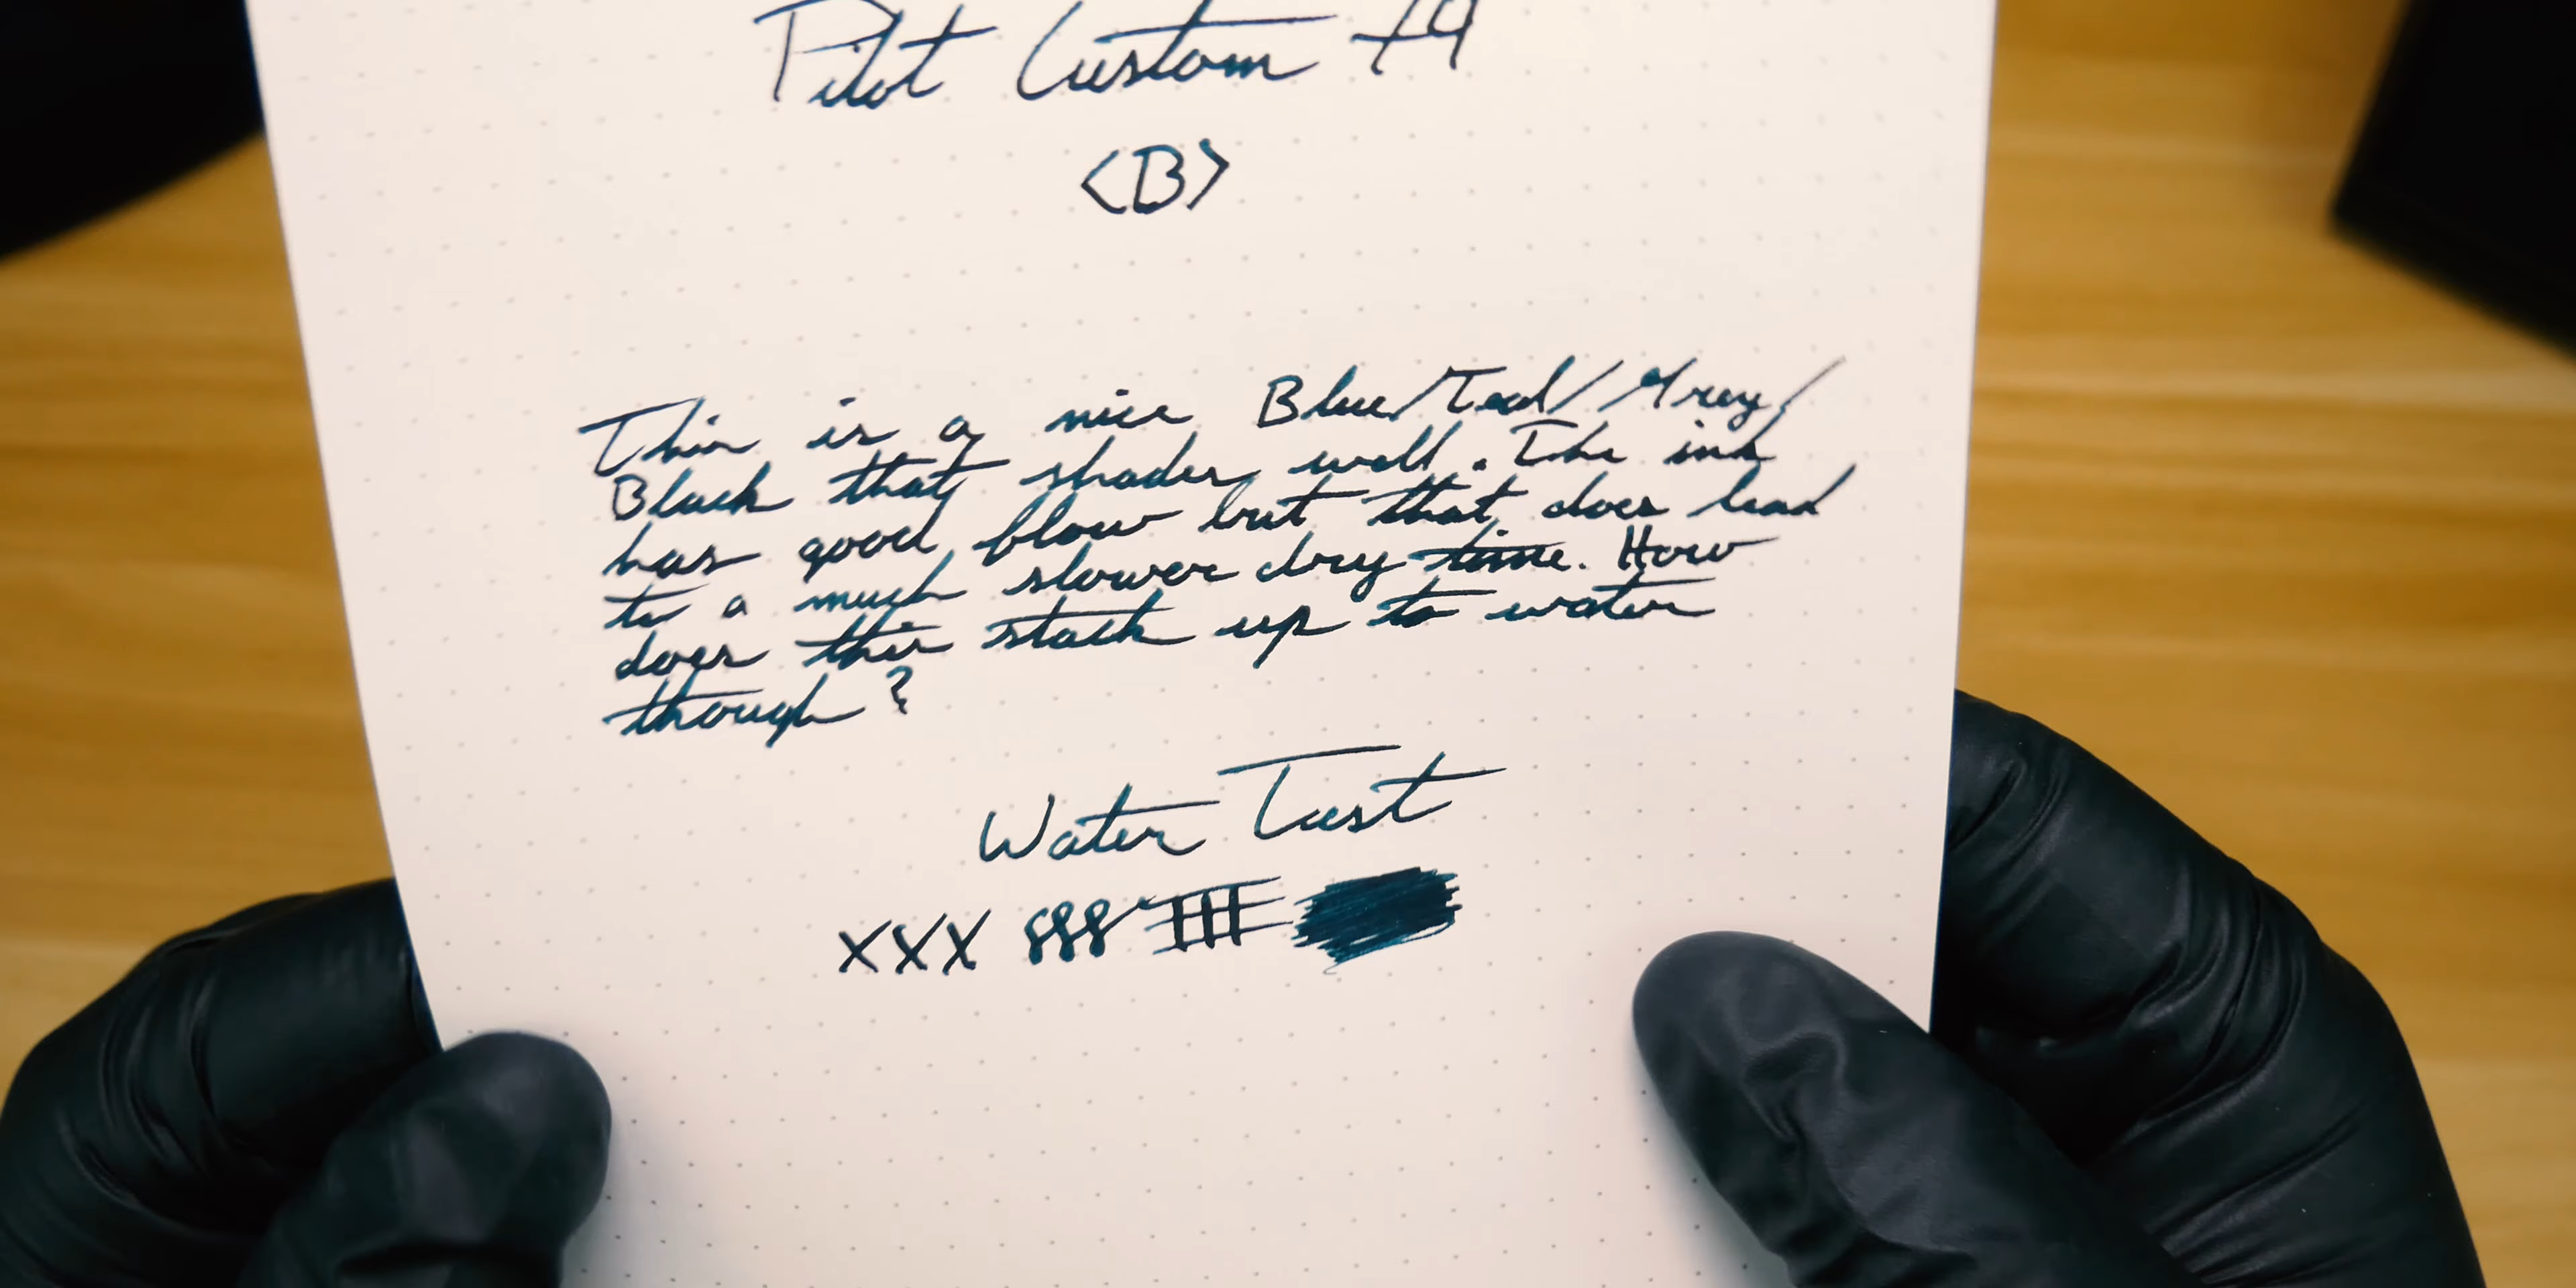 Pilot Custom 74
<B>
This is a nice Blue/Teal/Grey/
Black that shades well. The ink
has good flow but that does lead
to a much slower dry time. How
does this stack up to water
though?
Water Test
XXX 888